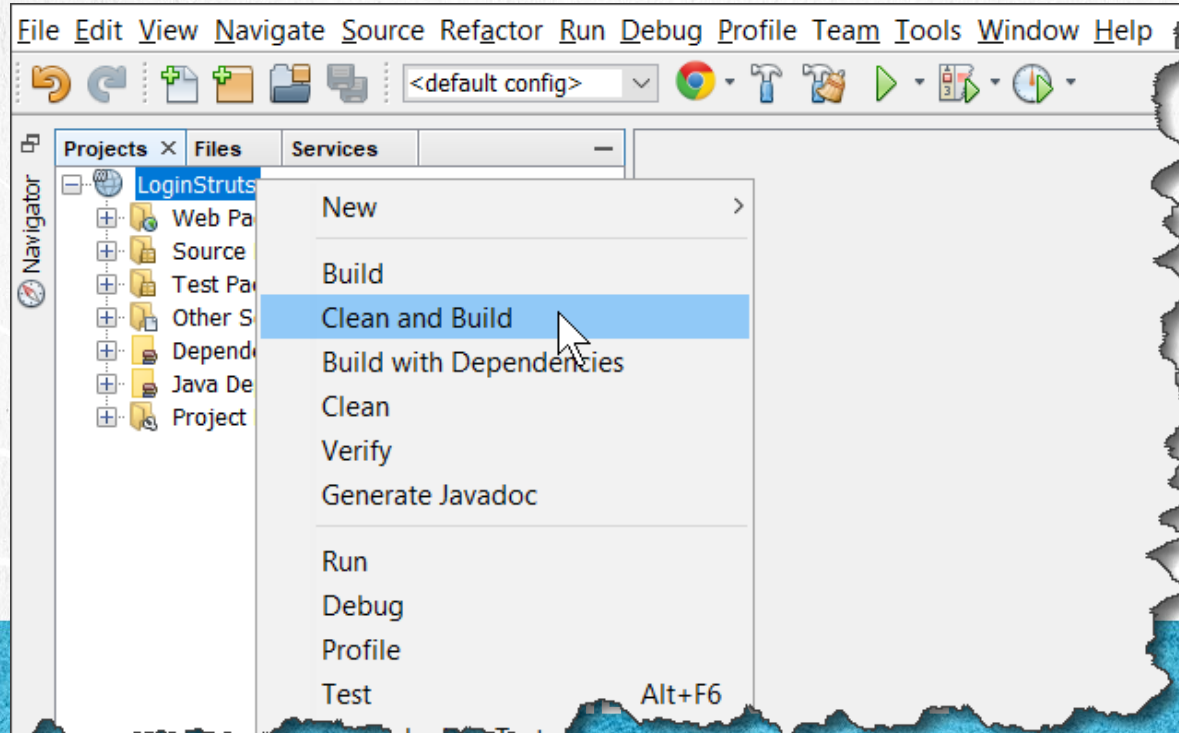 File Edit View Navigate Source Refactor Run Debug Profile Team Tools Window Help
<default config>
Projects Files Services
Navigator
LoginStruts
Web Pa
Source
Test Pa
Other S
Depend
Java De
Project
New
Build
Clean and Build
Build with Dependencies
Clean
Verify
Generate Javadoc
Run
Debug
Profile
Test Alt+F6